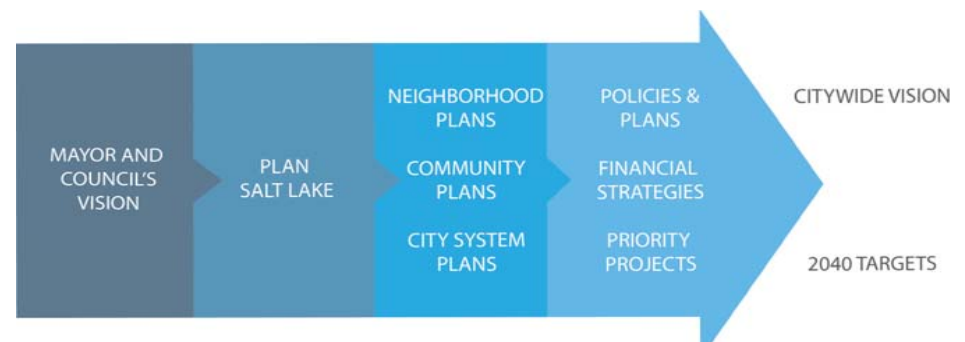 MAYOR AND
COUNCIL'S
VISION
PLAN
SALT LAKE
NEIGHBORHOOD
PLANS
COMMUNITY
PLANS
CITY SYSTEM
PLANS
POLICIES &
PLANS
FINANCIAL
STRATEGIES
PRIORITY
PROJECTS
CITYWIDE VISION
2040 TARGETS